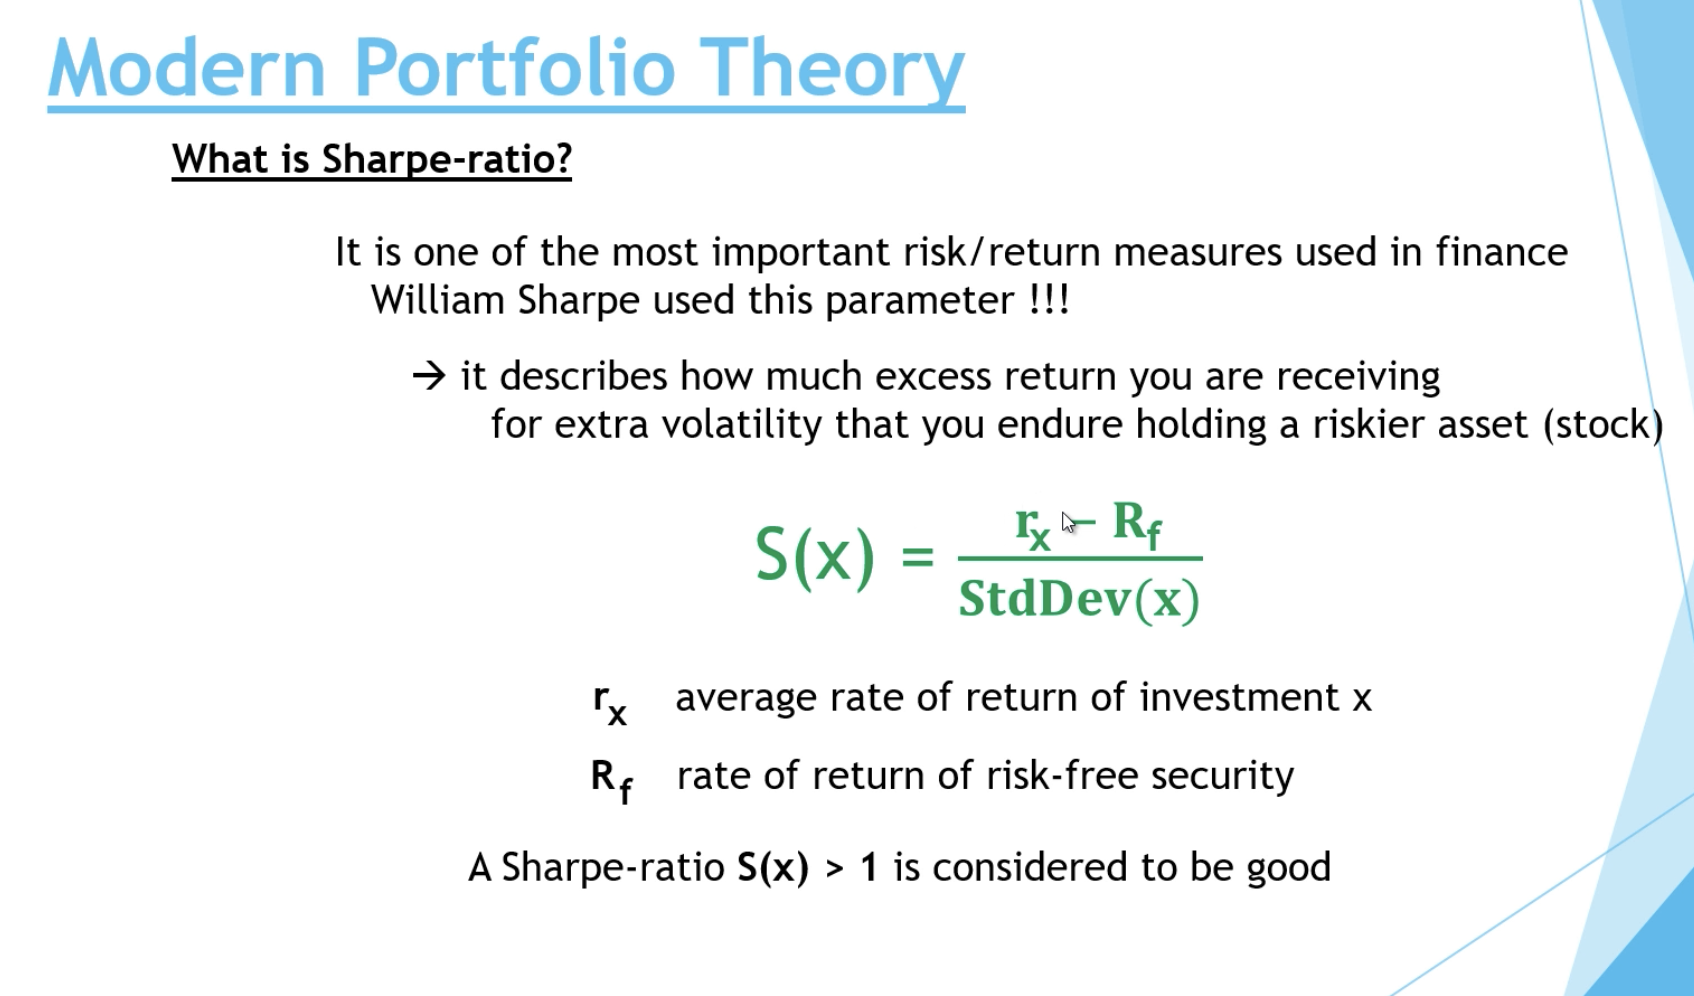 Modern Portfolio Theory
What is Sharpe-ratio?
It is one of the most important risk/return measures used in finance
William Sharpe used this parameter !!!
→ it describes how much excess return you are receiving
for extra volatility that you endure holding a riskier asset (stock)
S(x) = (r_x − R_f) / StdDev(x)
r_x average rate of return of investment x
R_f rate of return of risk-free security
A Sharpe-ratio S(x) > 1 is considered to be good